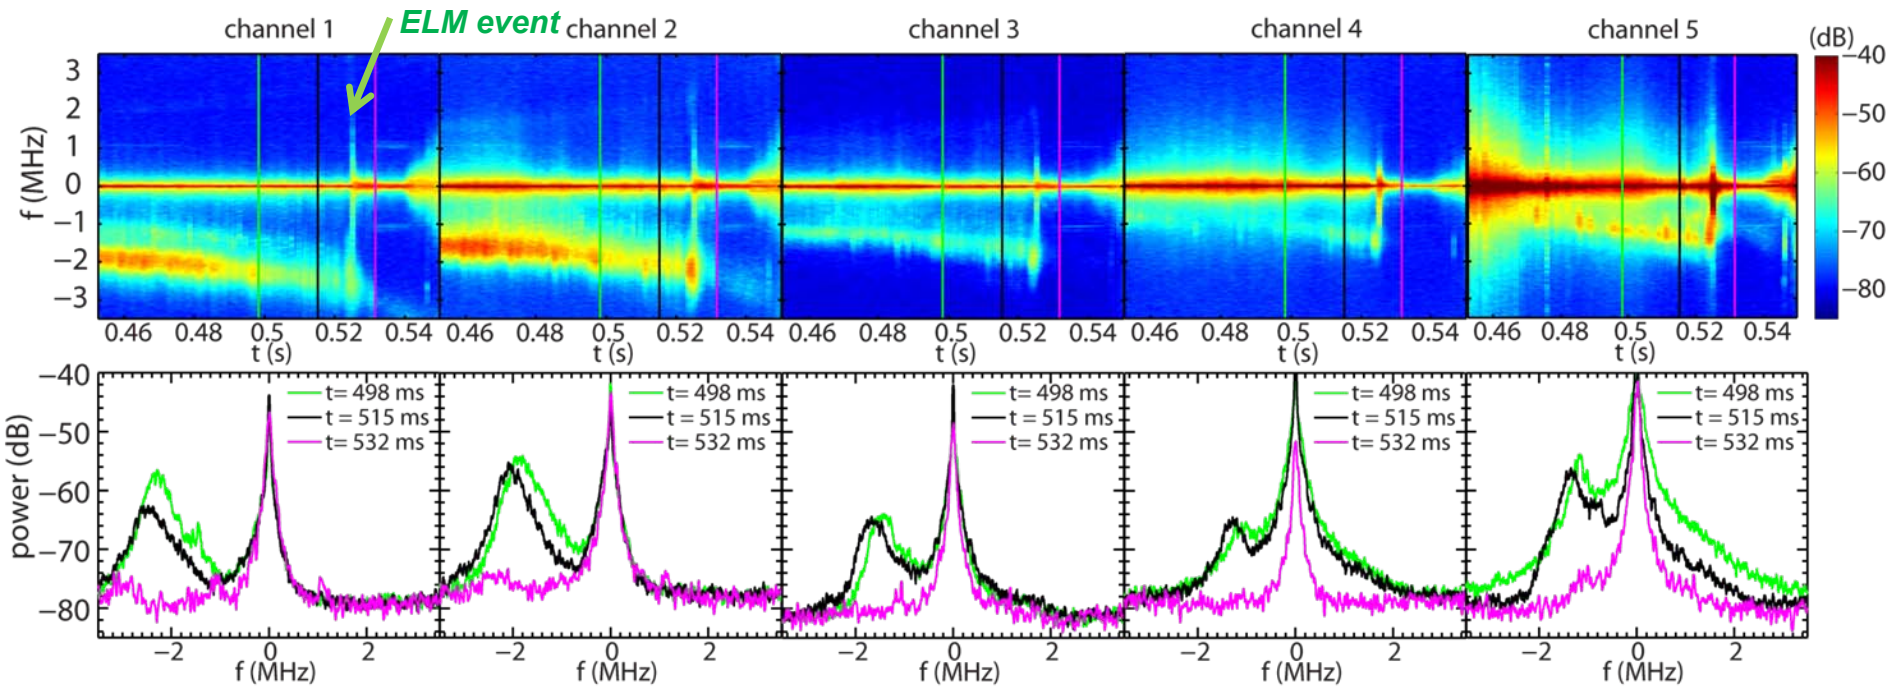 ELM event
channel 1 channel 2 channel 3 channel 4 channel 5
(dB)
f (MHz)
3
2
1
0
−1
−2
−3
−40
−50
−60
−70
−80
0.46 0.48 0.5 0.52 0.54 0.46 0.48 0.5 0.52 0.46 0.48 0.5 0.52 0.46 0.48 0.5 0.52 0.46 0.48 0.5 0.52 0.54
t (s) t (s) t (s) t (s) t (s)
power (dB)
−40
−50
−60
−70
−80
t= 498 ms
t = 515 ms
t= 532 ms
t= 498 ms
t = 515 ms
t= 532 ms
t= 498 ms
t = 515 ms
t= 532 ms
t= 498 ms
t = 515 ms
t= 532 ms
t= 498 ms
t = 515 ms
t= 532 ms
−2 0 2 −2 0 2 −2 0 2 −2 0 2 −2 0 2
f (MHz) f (MHz) f (MHz) f (MHz) f (MHz)